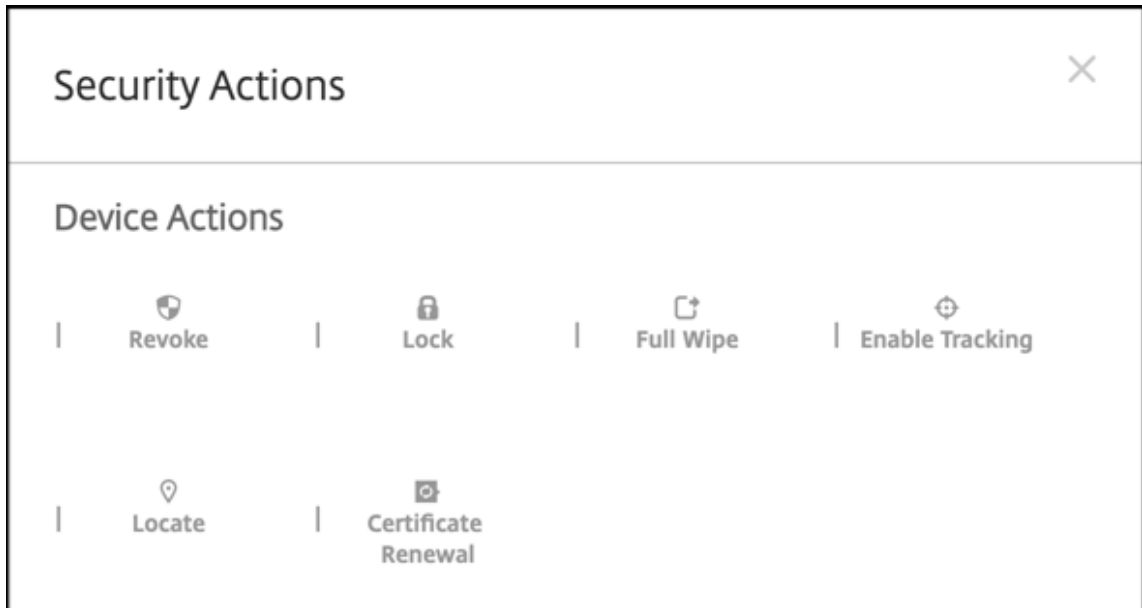 Security Actions
Device Actions
Revoke
Lock
Full Wipe
Enable Tracking
Locate
Certificate
Renewal